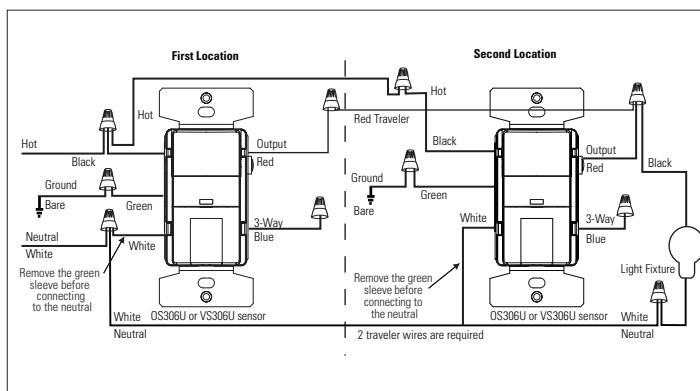 First Location
Second Location
Hot
Hot
Hot
Black
Output
Red
Red Traveler
Black
Output
Red
Black
Ground
Bare
Green
Ground
Bare
Green
Neutral
White
White
3-Way
Blue
White
3-Way
Blue
Light Fixture
Remove the green
sleeve before
connecting
to the neutral
Remove the green
sleeve before
connecting to
the neutral
White
Neutral
OS306U or VS306U sensor
2 traveler wires are required
OS306U or VS306U sensor
White
Neutral